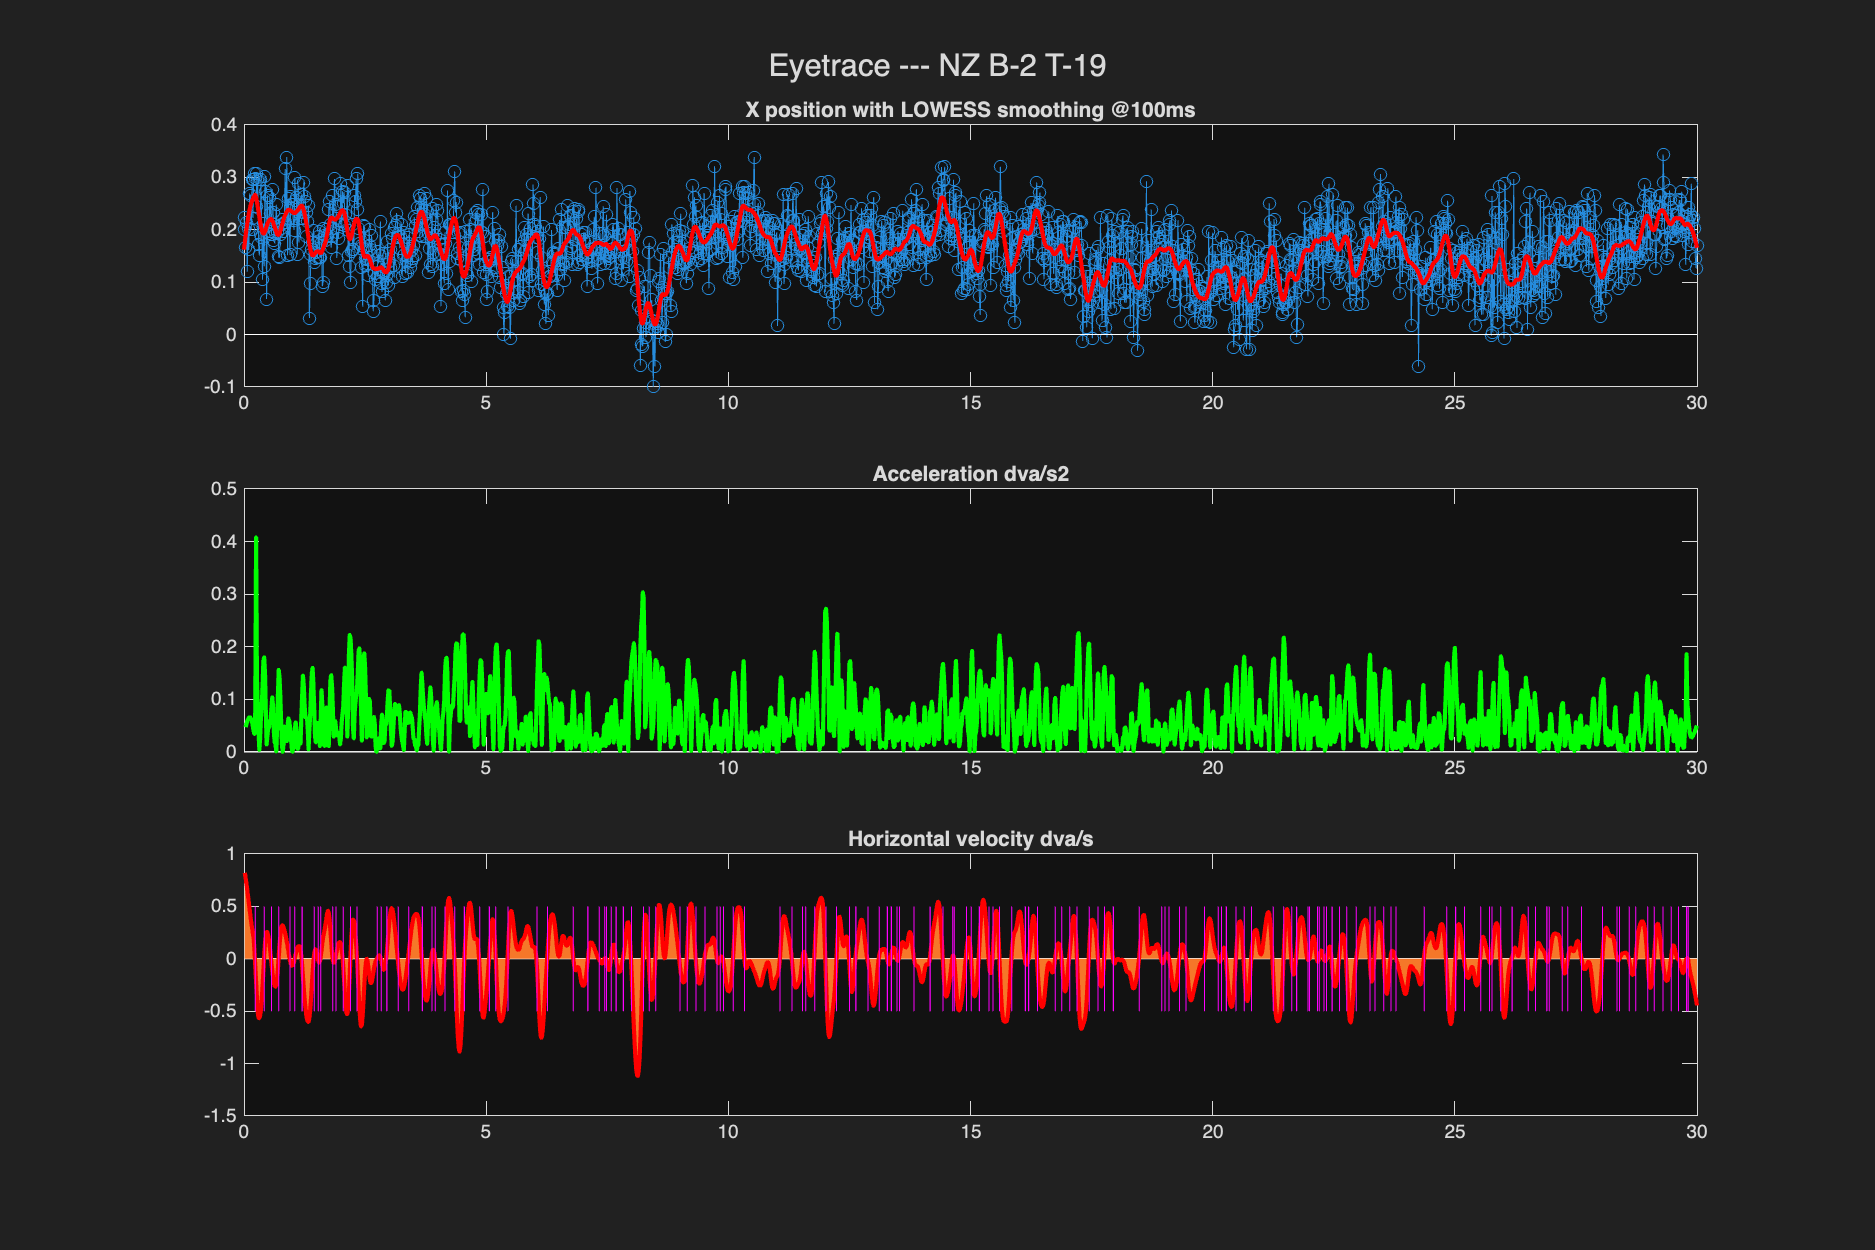 Eyetrace --- NZ B-2 T-19
X position with LOWESS smoothing @100ms
0.4
0.3
0.2
0.1
0
-0.1
0 5 10 15 20 25 30
Acceleration dva/s2
0.5
0.4
0.3
0.2
0.1
0
0 5 10 15 20 25 30
Horizontal velocity dva/s
1
0.5
0
-0.5
-1
-1.5
0 5 10 15 20 25 30